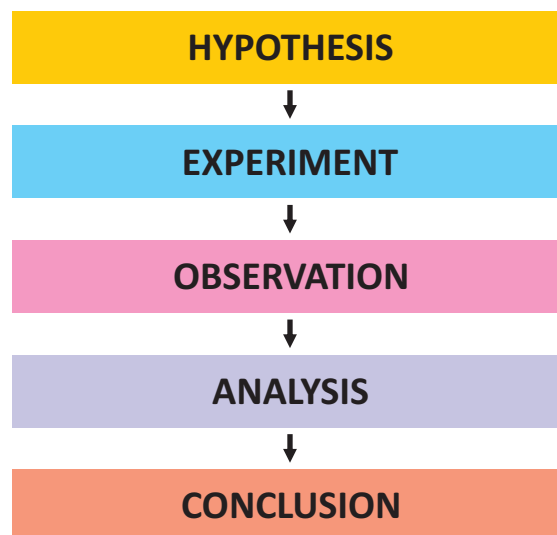 HYPOTHESIS
EXPERIMENT
OBSERVATION
ANALYSIS
CONCLUSION